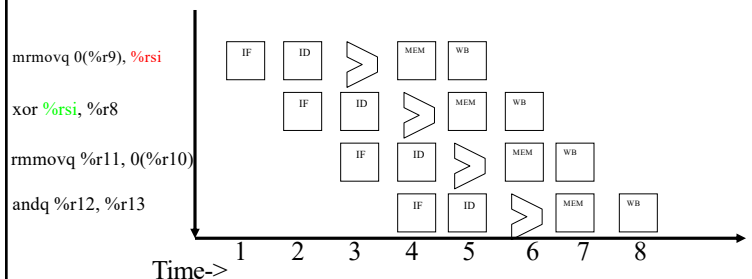 mrmovq 0(%r9), %rsi IF ID MEM WB
xor %rsi, %r8 IF ID MEM WB
rmmovq %r11, 0(%r10) IF ID MEM WB
andq %r12, %r13 IF ID MEM WB
1 2 3 4 5 6 7 8
Time->